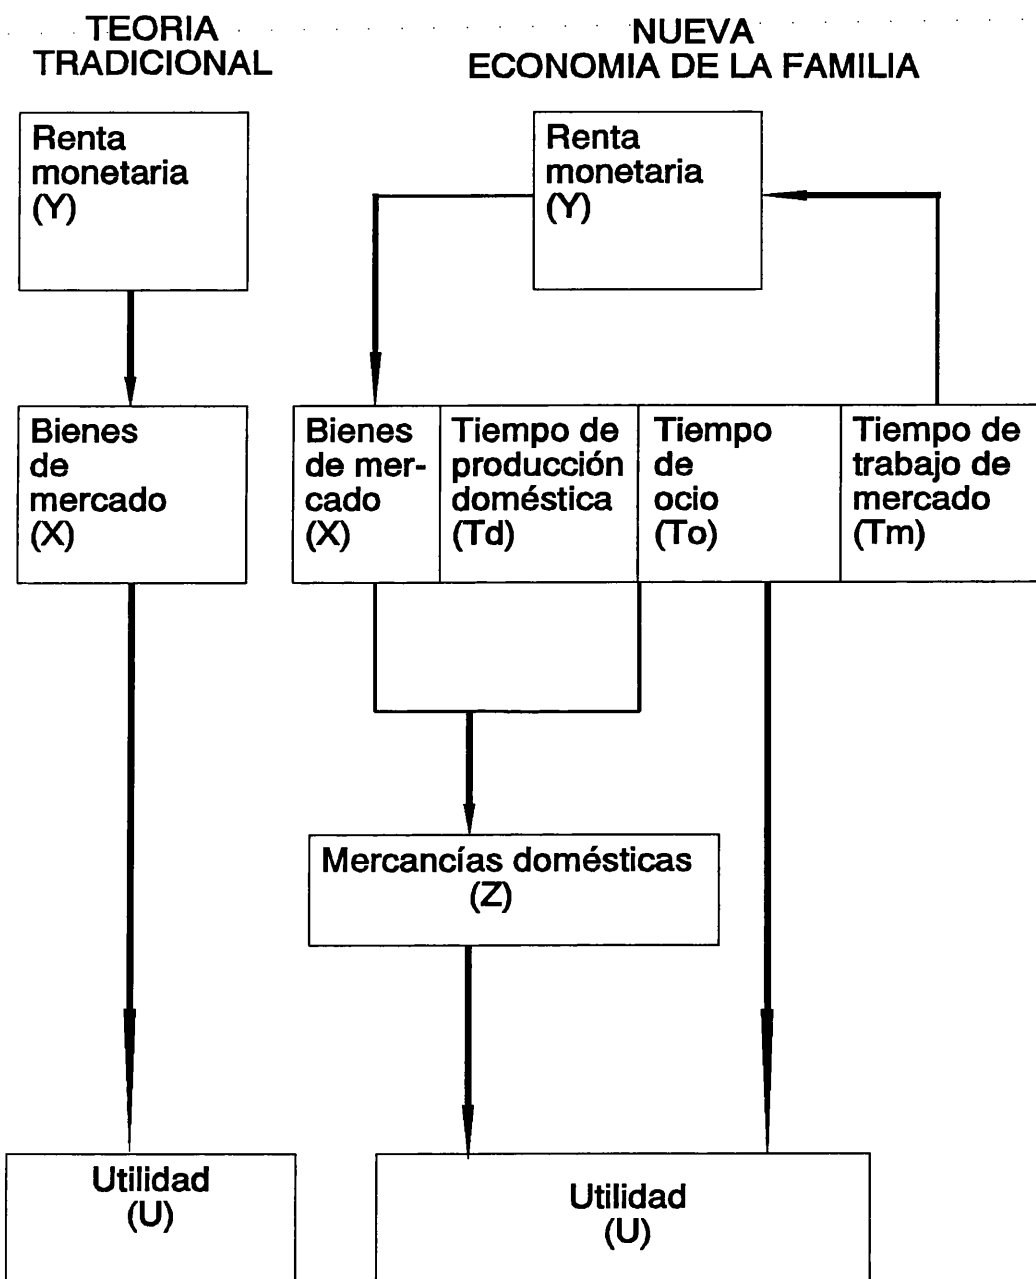 TEORIA
TRADICIONAL
NUEVA
ECONOMIA DE LA FAMILIA
Renta
monetaria
(Y)
Renta
monetaria
(Y)
Bienes
de
mercado
(X)
Bienes
de mer-
cado
(X)
Tiempo de
producción
doméstica
(Td)
Tiempo
de
ocio
(To)
Tiempo de
trabajo de
mercado
(Tm)
Mercancías domésticas
(Z)
Utilidad
(U)
Utilidad
(U)